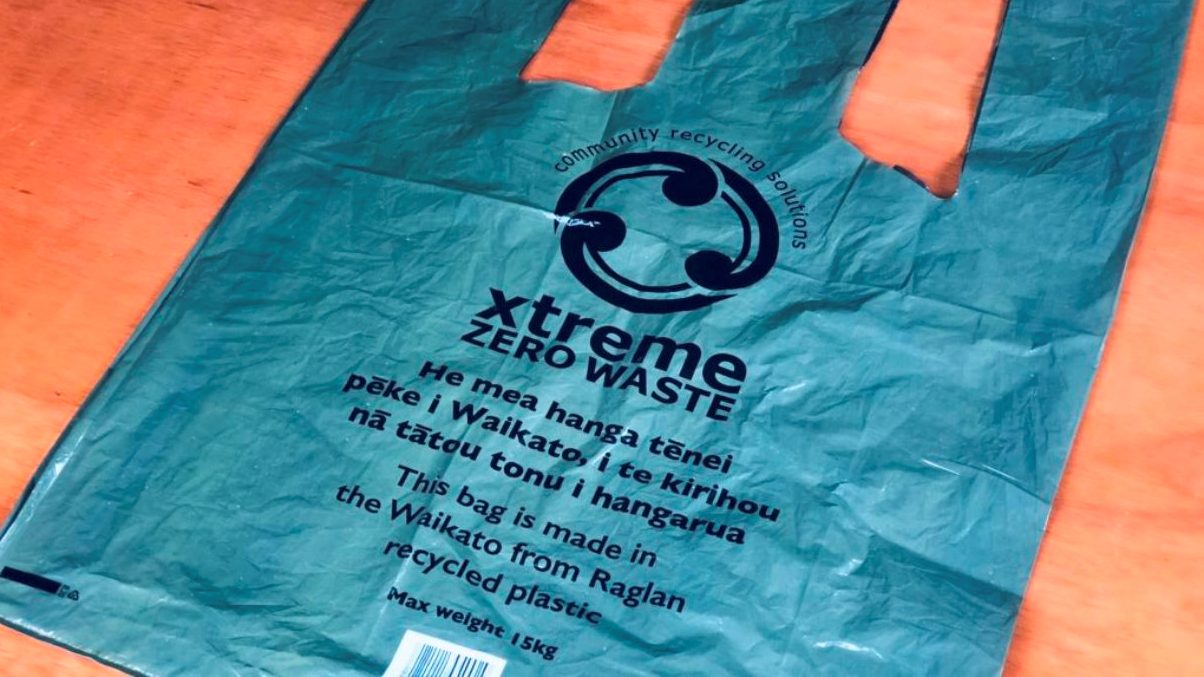 community recycling solutions
xtreme
ZERO WASTE
He mea hanga tēnei
pēke i Waikato, i te kirihou
nā tātou tonu i hangarua
This bag is made in
the Waikato from Raglan
recycled plastic
Max weight 15kg